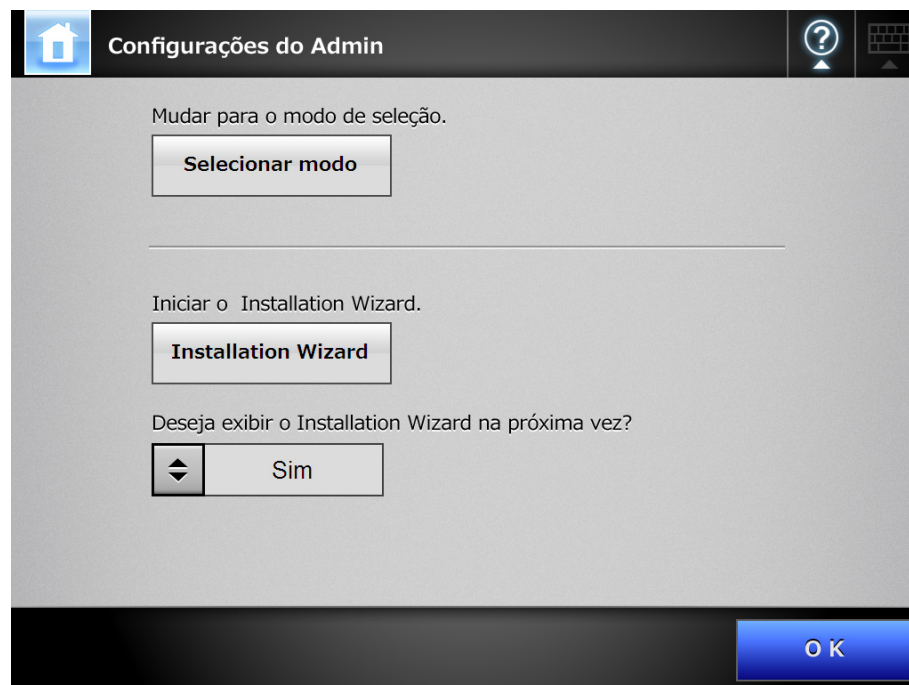 Configurações do Admin
?
Mudar para o modo de seleção.
Selecionar modo
Iniciar o  Installation Wizard.
Installation Wizard
Deseja exibir o Installation Wizard na próxima vez?
Sim
OK